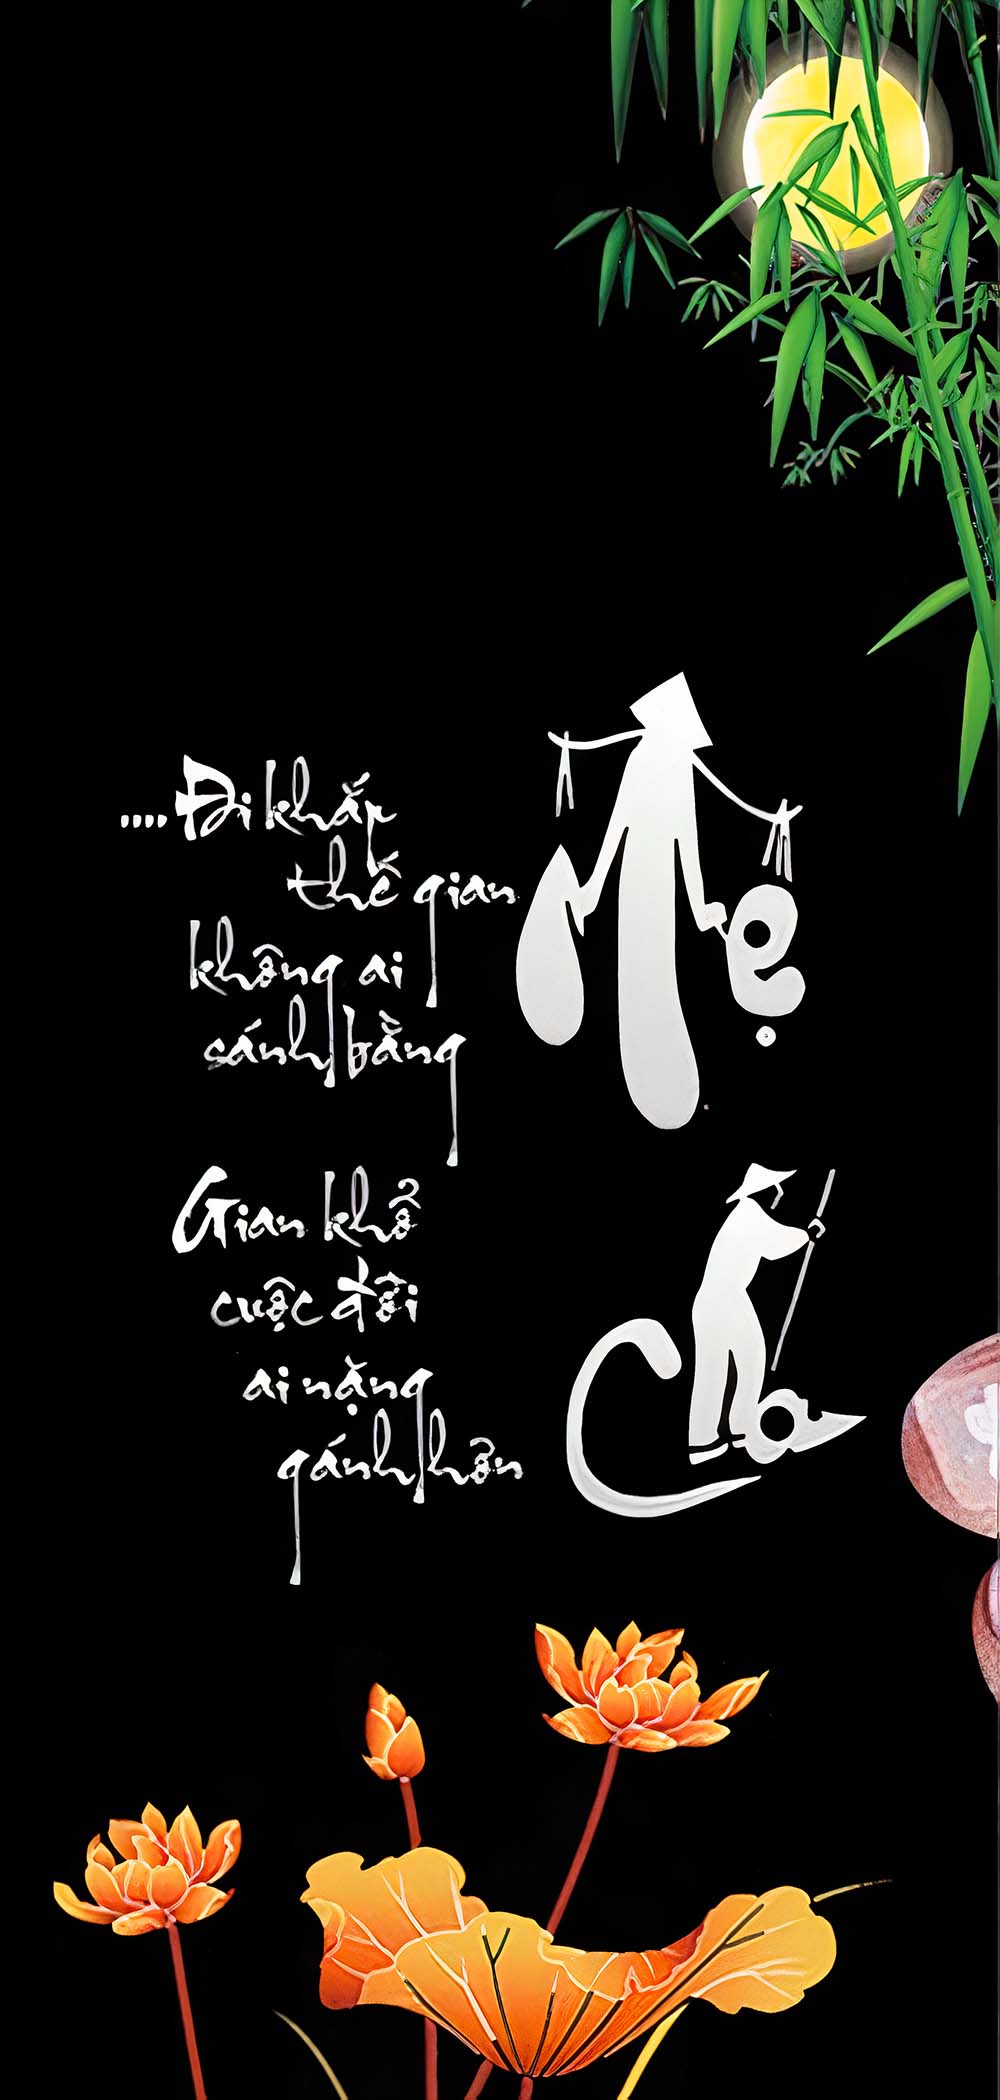 ....Đi khắp
thế gian
không ai
sánh bằng
Mẹ
Gian khổ
cuộc đời
ai nặng
gánh hơn
Cha